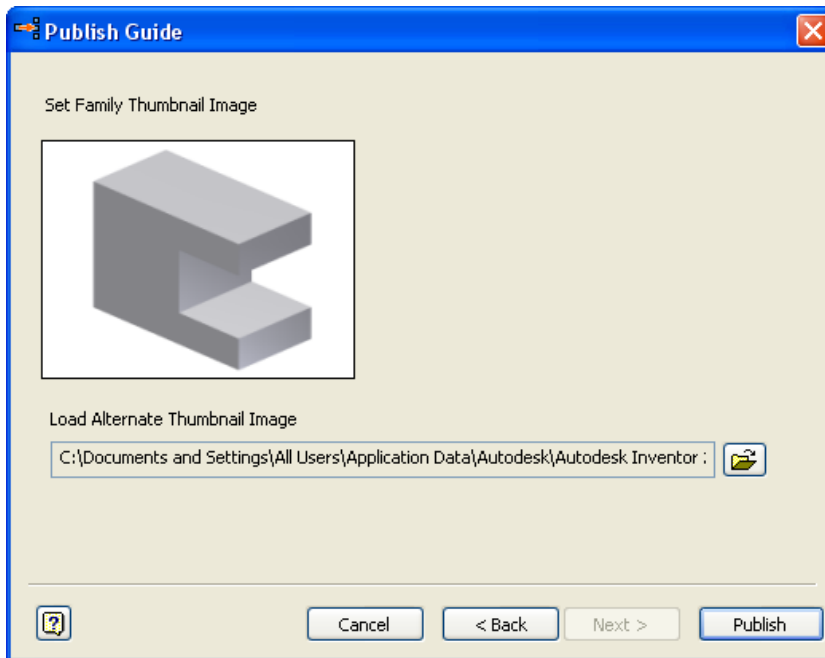 Publish Guide
Set Family Thumbnail Image
Load Alternate Thumbnail Image
C:\Documents and Settings\All Users\Application Data\Autodesk\Autodesk Inventor
Cancel
< Back
Next >
Publish